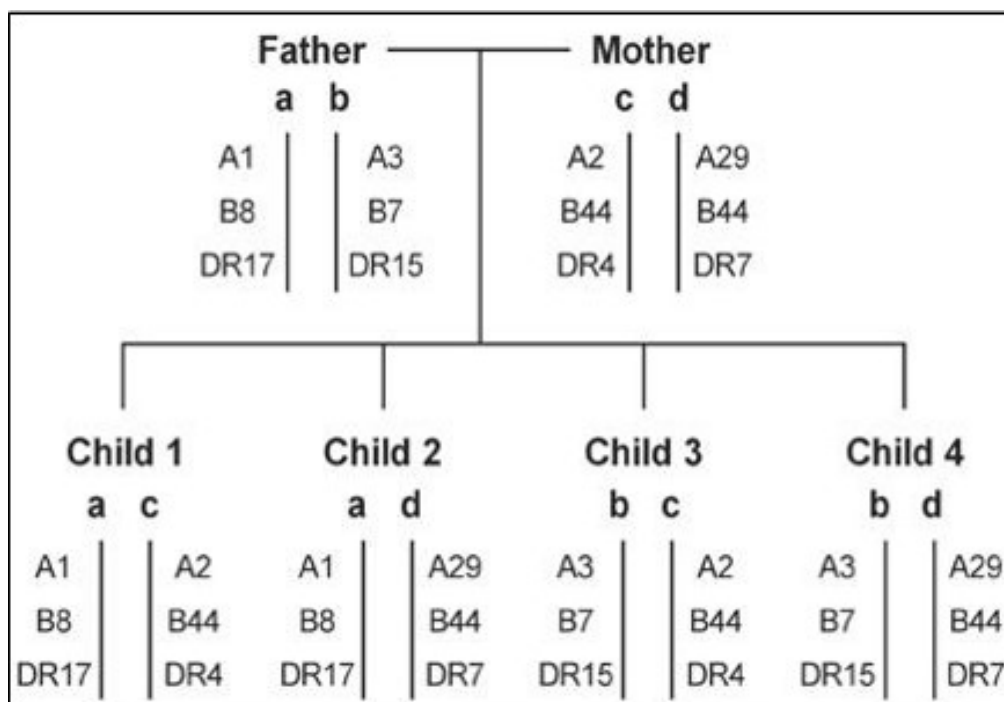 Father Mother
a b c d
A1 A3 A2 A29
B8 B7 B44 B44
DR17 DR15 DR4 DR7
Child 1 Child 2 Child 3 Child 4
a c a d b c b d
A1 A2 A1 A29 A3 A2 A3 A29
B8 B44 B8 B44 B7 B44 B7 B44
DR17 DR4 DR17 DR7 DR15 DR4 DR15 DR7